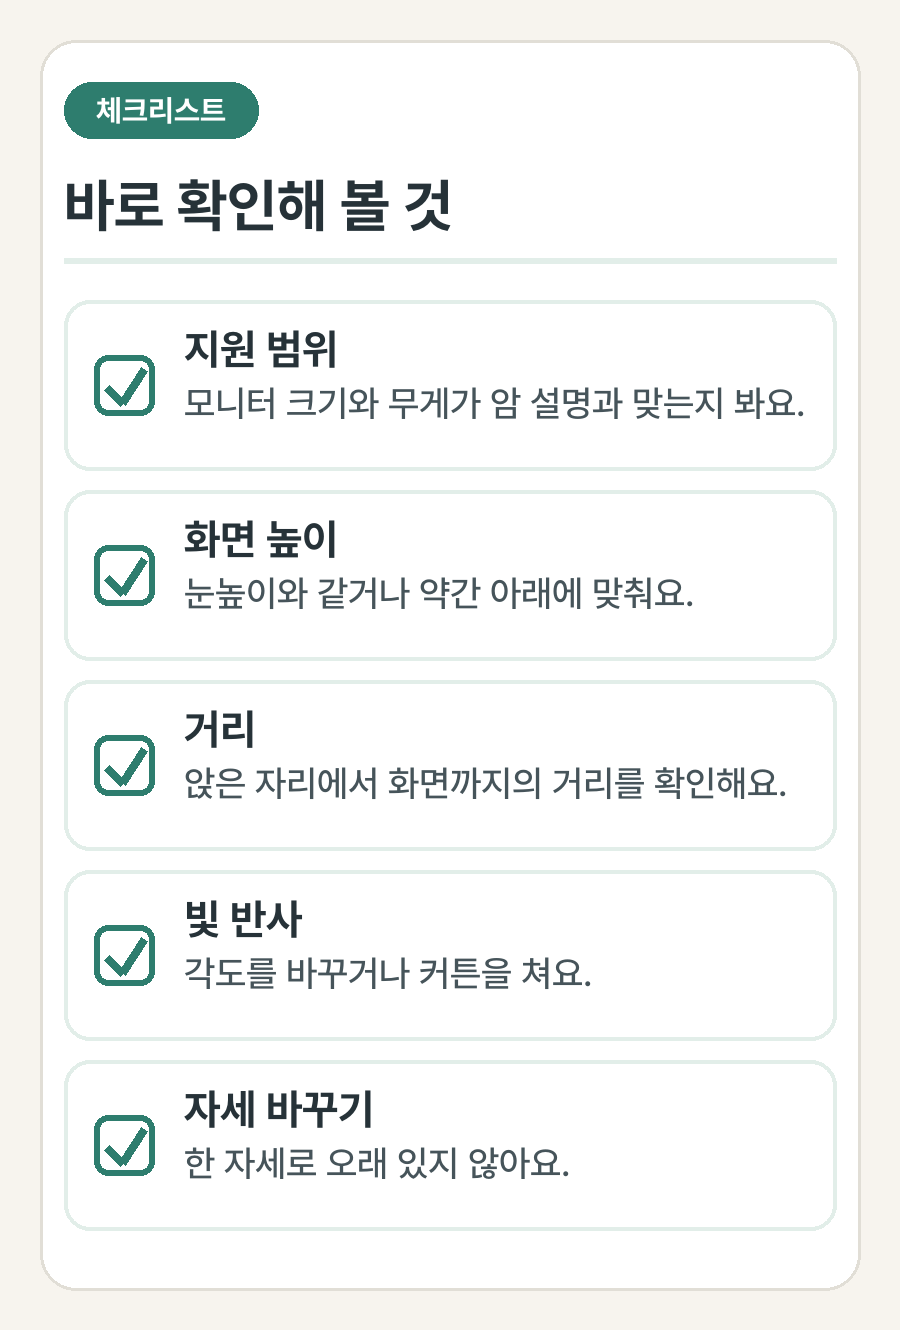 체크리스트
바로 확인해 볼 것
지원 범위
모니터 크기와 무게가 암 설명과 맞는지 봐요.
화면 높이
눈높이와 같거나 약간 아래에 맞춰요.
거리
앉은 자리에서 화면까지의 거리를 확인해요.
빛 반사
각도를 바꾸거나 커튼을 쳐요.
자세 바꾸기
한 자세로 오래 있지 않아요.